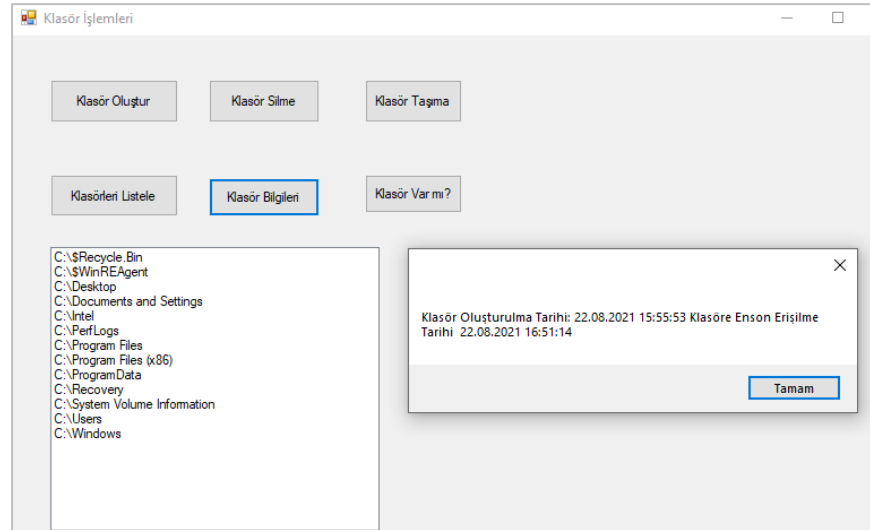 Klasör İşlemleri
Klasör Oluştur
Klasör Silme
Klasör Taşıma
Klasörleri Listele
Klasör Bilgileri
Klasör Var mı?
C:\$Recycle.Bin
C:\$WinREAgent
C:\Desktop
C:\Documents and Settings
C:\Intel
C:\PerfLogs
C:\Program Files
C:\Program Files (x86)
C:\ProgramData
C:\Recovery
C:\System Volume Information
C:\Users
C:\Windows
Klasör Oluşturulma Tarihi: 22.08.2021 15:55:53 Klasöre Enson Erişilme
Tarihi  22.08.2021 16:51:14
Tamam